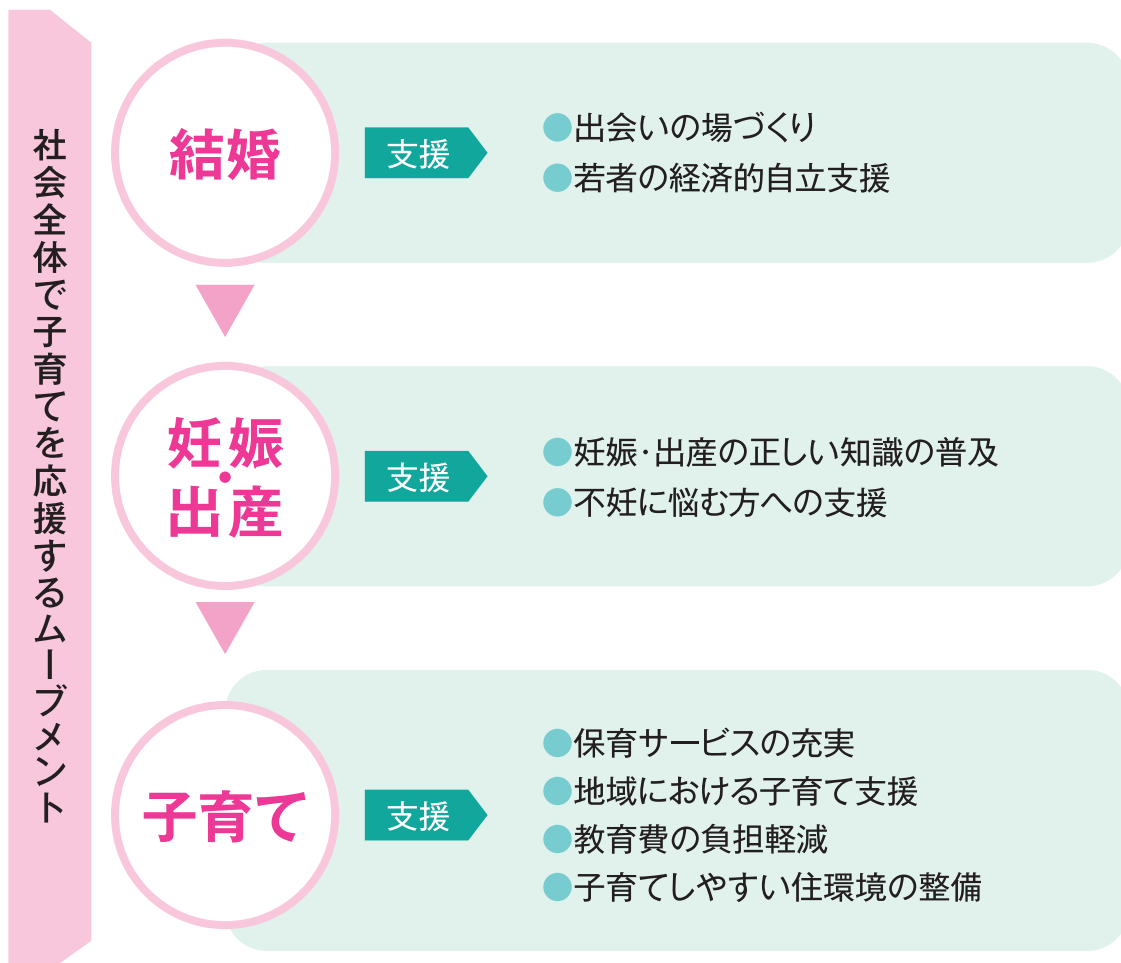 社会全体で子育てを応援するムーブメント
結婚
支援
●出会いの場づくり
●若者の経済的自立支援
妊娠・
出産
支援
●妊娠・出産の正しい知識の普及
●不妊に悩む方への支援
子育て
支援
●保育サービスの充実
●地域における子育て支援
●教育費の負担軽減
●子育てしやすい住環境の整備